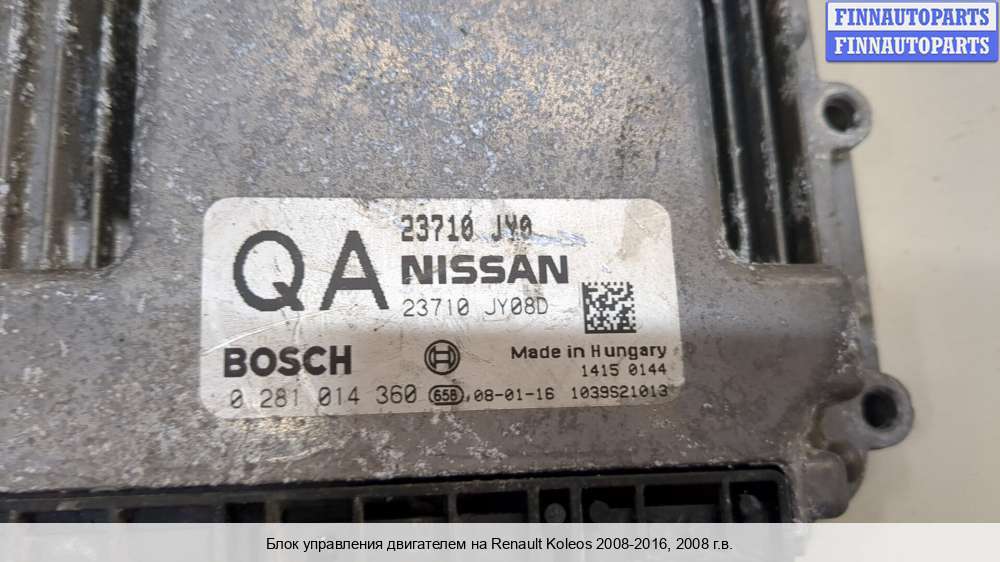 FINNAUTOPARTS
FINNAUTOPARTS
QA
23710 JY0
NISSAN
23710 JY08D
BOSCH
Made in Hungary
1415 0144
0 281 014 360 658 08-01-16 1039S21013
Блок управления двигателем на Renault Koleos 2008-2016, 2008 г.в.